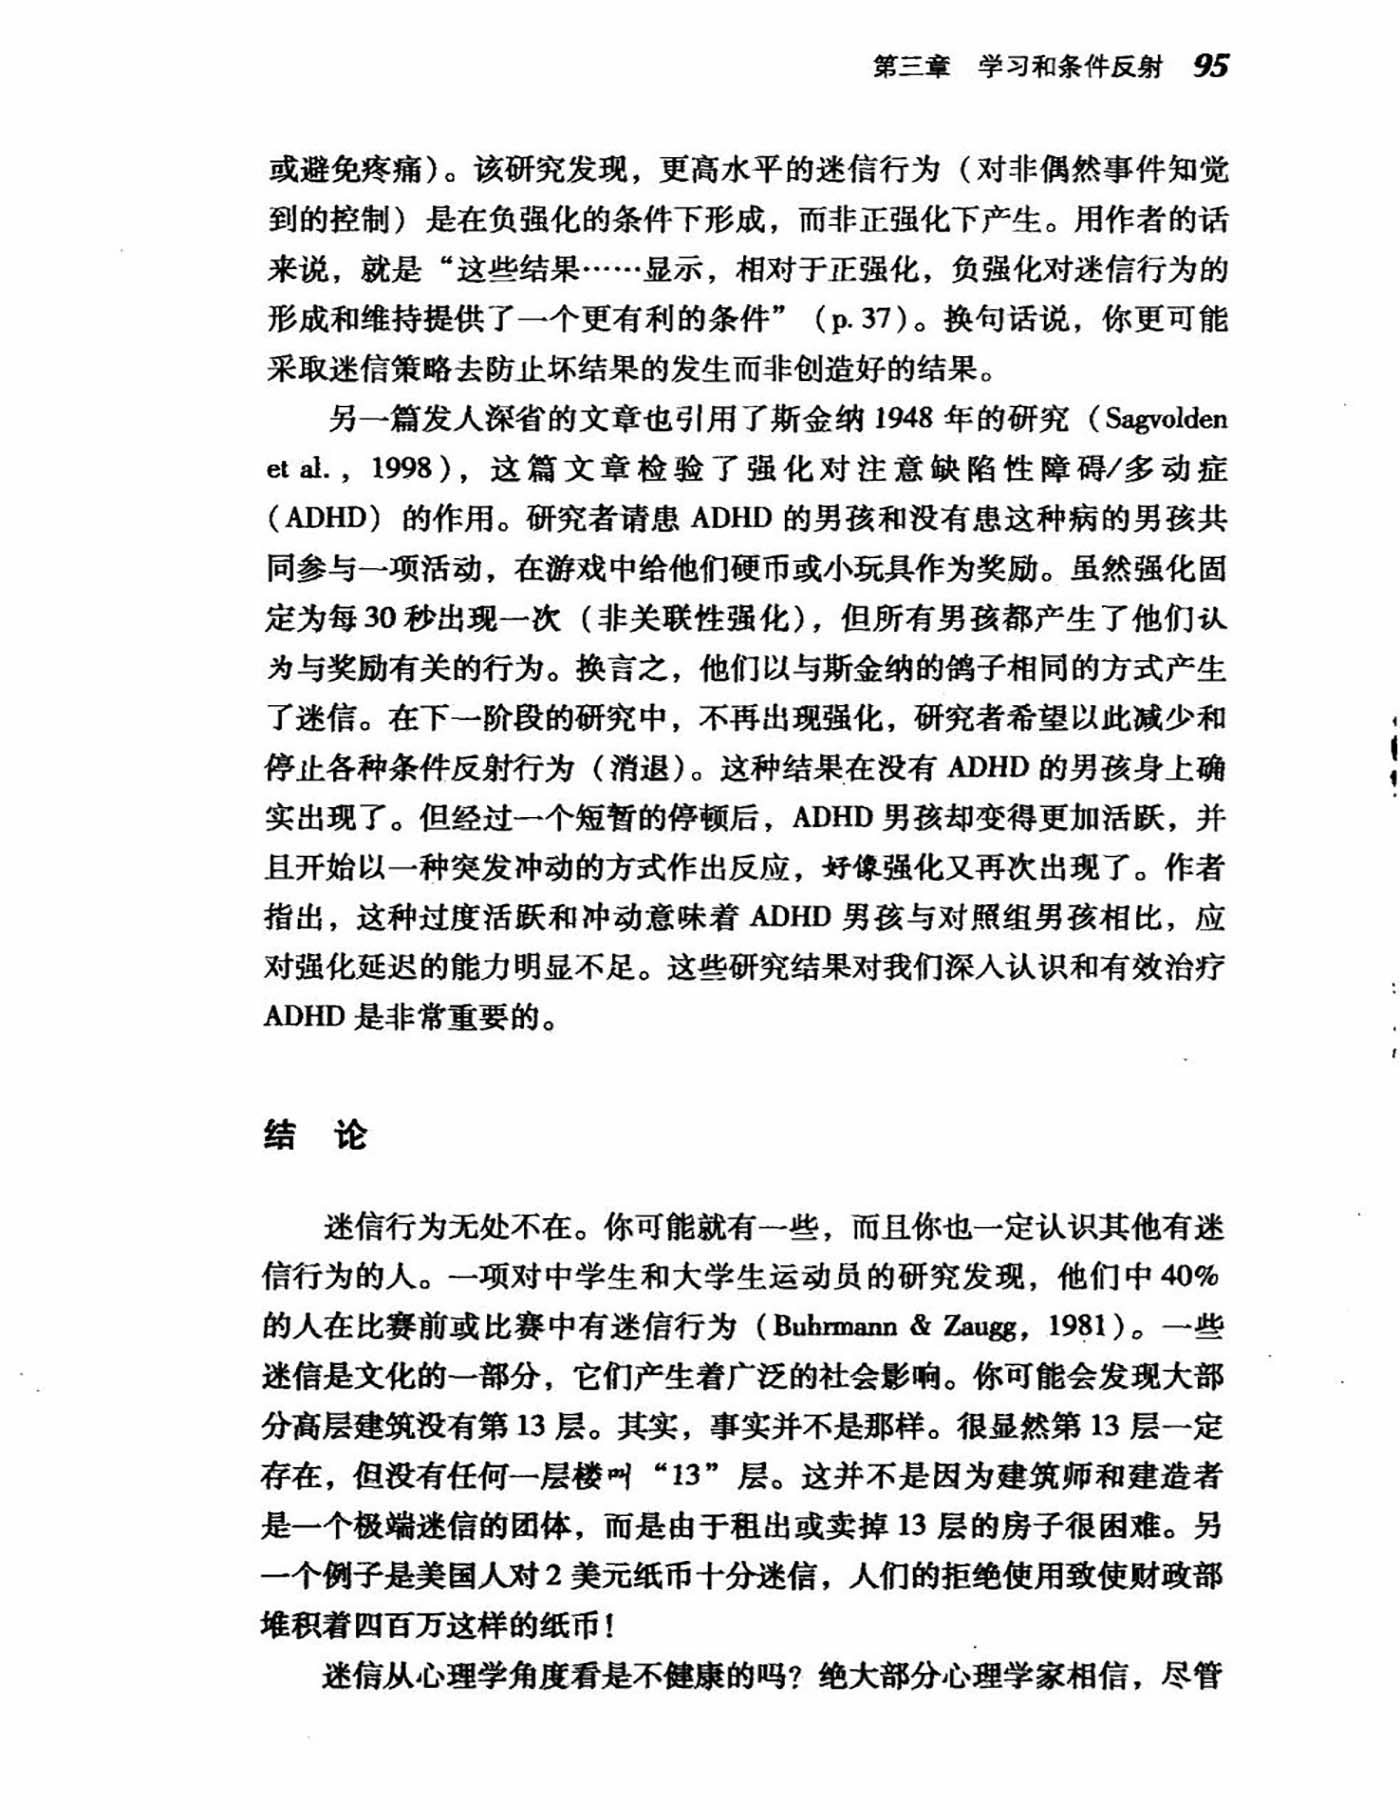 第三章 学习和条件反射 95
或避免疼痛）。该研究发现，更高水平的迷信行为（对非偶然事件知觉
到的控制）是在负强化的条件下形成，而非正强化下产生。用作者的话
来说，就是“这些结果……显示，相对于正强化，负强化对迷信行为的
形成和维持提供了一个更有利的条件”（p. 37）。换句话说，你更可能
采取迷信策略去防止坏结果的发生而非创造好的结果。
另一篇发人深省的文章也引用了斯金纳 1948 年的研究（Sagvolden
et al.， 1998），这篇文章检验了强化对注意缺陷性障碍/多动症
（ADHD）的作用。研究者请患 ADHD 的男孩和没有患这种病的男孩共
同参与一项活动，在游戏中给他们硬币或小玩具作为奖励。虽然强化固
定为每 30 秒出现一次（非关联性强化），但所有男孩都产生了他们认
为与奖励有关的行为。换言之，他们以与斯金纳的鸽子相同的方式产生
了迷信。在下一阶段的研究中，不再出现强化，研究者希望以此减少和
停止各种条件反射行为（消退）。这种结果在没有 ADHD 的男孩身上确
实出现了。但经过一个短暂的停顿后，ADHD 男孩却变得更加活跃，并
且开始以一种突发冲动的方式作出反应，好像强化又再次出现了。作者
指出，这种过度活跃和冲动意味着 ADHD 男孩与对照组男孩相比，应
对强化延迟的能力明显不足。这些研究结果对我们深入认识和有效治疗
ADHD 是非常重要的。
结 论
迷信行为无处不在。你可能就有一些，而且你也一定认识其他有迷
信行为的人。一项对中学生和大学生运动员的研究发现，他们中 40%
的人在比赛前或比赛中有迷信行为（Buhrmann & Zaugg，1981）。一些
迷信是文化的一部分，它们产生着广泛的社会影响。你可能会发现大部
分高层建筑没有第 13 层。其实，事实并不是那样。很显然第 13 层一定
存在，但没有任何一层楼叫“13”层。这并不是因为建筑师和建造者
是一个极端迷信的团体，而是由于租出或卖掉 13 层的房子很困难。另
一个例子是美国人对 2 美元纸币十分迷信，人们的拒绝使用致使财政部
堆积着四百万这样的纸币！
迷信从心理学角度看是不健康的吗？绝大部分心理学家相信，尽管